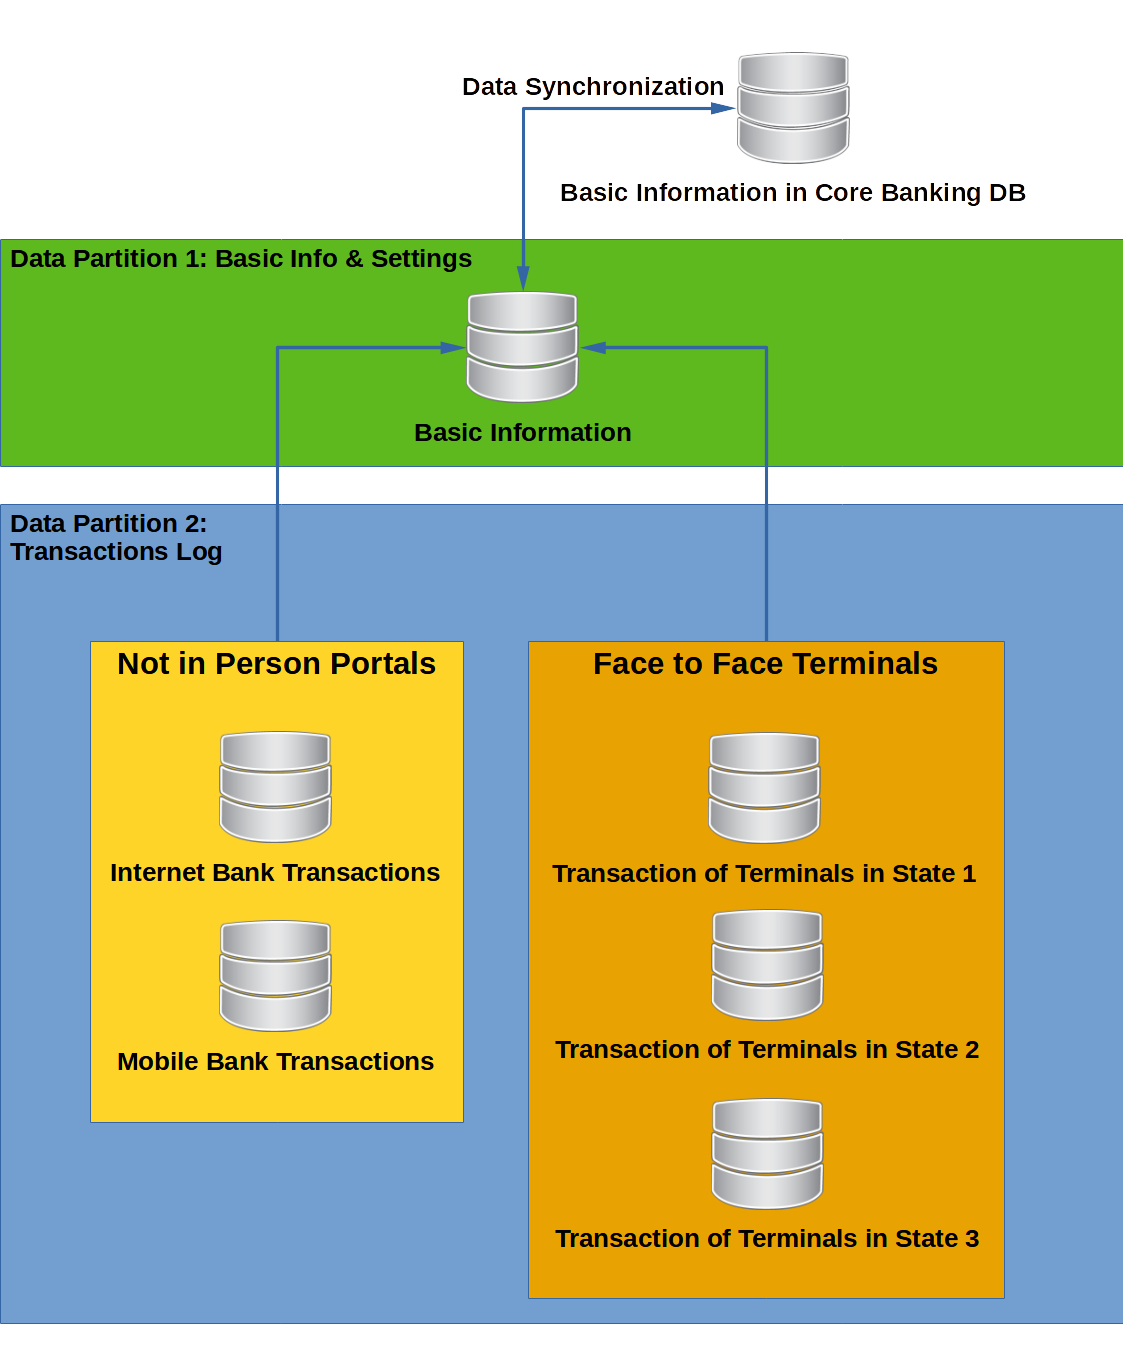 Data Synchronization
Basic Information in Core Banking DB
Data Partition 1: Basic Info & Settings
Basic Information
Data Partition 2:
Transactions Log
Not in Person Portals
Internet Bank Transactions
Mobile Bank Transactions
Face to Face Terminals
Transaction of Terminals in State 1
Transaction of Terminals in State 2
Transaction of Terminals in State 3